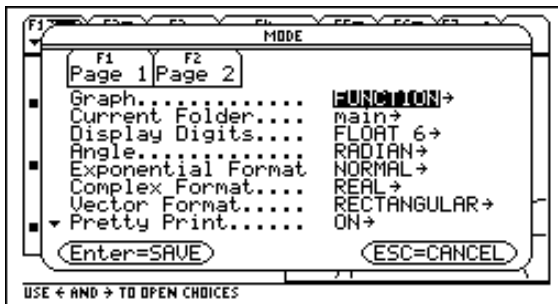 MODE
F1 F2
Page 1 Page 2
Graph............. FUNCTION→
Current Folder.... main→
Display Digits.... FLOAT 6→
Angle............. RADIAN→
Exponential Format NORMAL→
Complex Format.... REAL→
Vector Format..... RECTANGULAR→
▼ Pretty Print...... ON→
Enter=SAVE ESC=CANCEL
USE ← AND → TO OPEN CHOICES